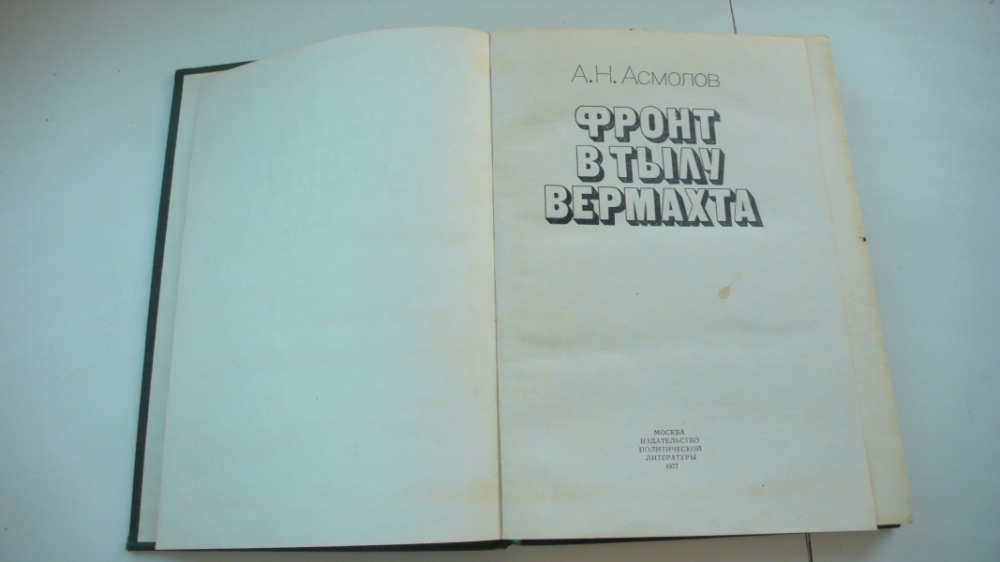 А.Н. Асмолов
ФРОНТ
В ТЫЛУ
ВЕРМАХТА
МОСКВА
ИЗДАТЕЛЬСТВО
ПОЛИТИЧЕСКОЙ
ЛИТЕРАТУРЫ
1977